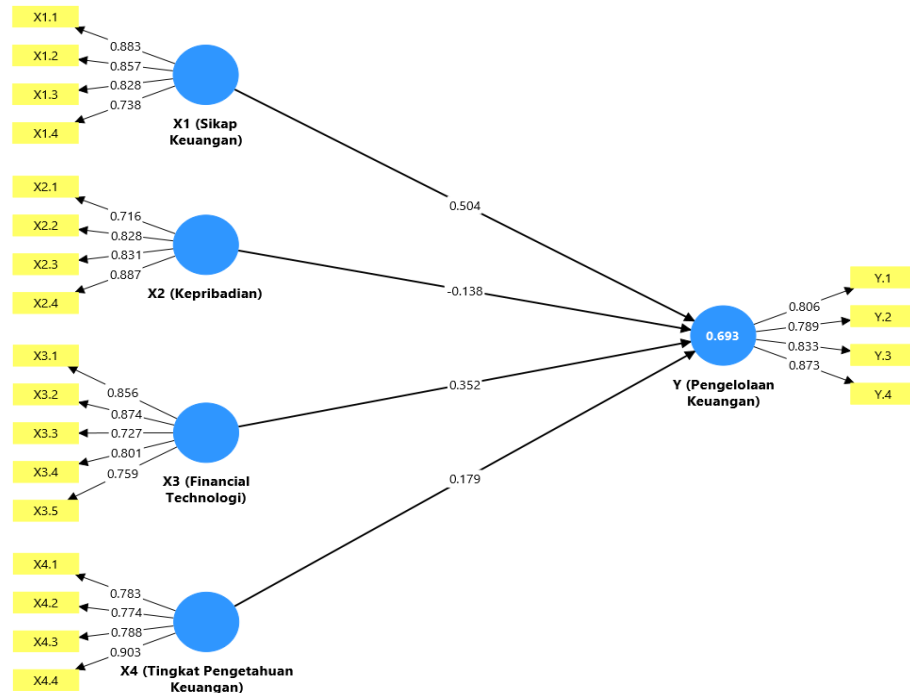 X1.1
0.883
X1.2
0.857
X1.3
0.828
X1.4
0.738
X1 (Sikap
Keuangan)
0.504
X2.1
0.716
X2.2
0.828
X2.3
0.831
X2.4
0.887
X2 (Kepribadian)
-0.138
X3.1
0.856
X3.2
0.874
X3.3
0.727
X3.4
0.801
X3.5
0.759
X3 (Financial
Technologi)
0.352
X4.1
0.783
X4.2
0.774
X4.3
0.788
X4.4
0.903
X4 (Tingkat Pengetahuan
Keuangan)
0.179
0.693
Y (Pengelolaan
Keuangan)
Y.1
0.806
Y.2
0.789
Y.3
0.833
Y.4
0.873